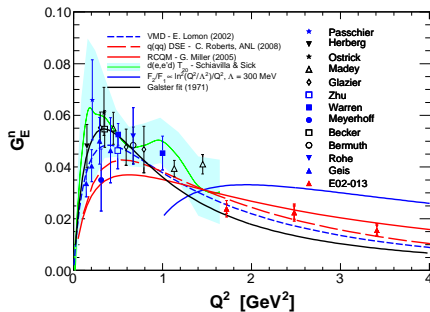 VMD - E. Lomon (2002)
q(qq) DSE - C. Roberts, ANL (2008)
RCQM - G. Miller (2005)
d(e,e'd) T20 - Schiavilla & Sick
F2/F1 ∝ ln²(Q²/Λ²)/Q², Λ = 300 MeV
Galster fit (1971)
Passchier
Herberg
Ostrick
Madey
Glazier
Zhu
Warren
Meyerhoff
Becker
Bermuth
Rohe
Geis
E02-013
G_E^n
0.10
0.08
0.06
0.04
0.02
0.00
0 1 2 3 4
Q² [GeV²]